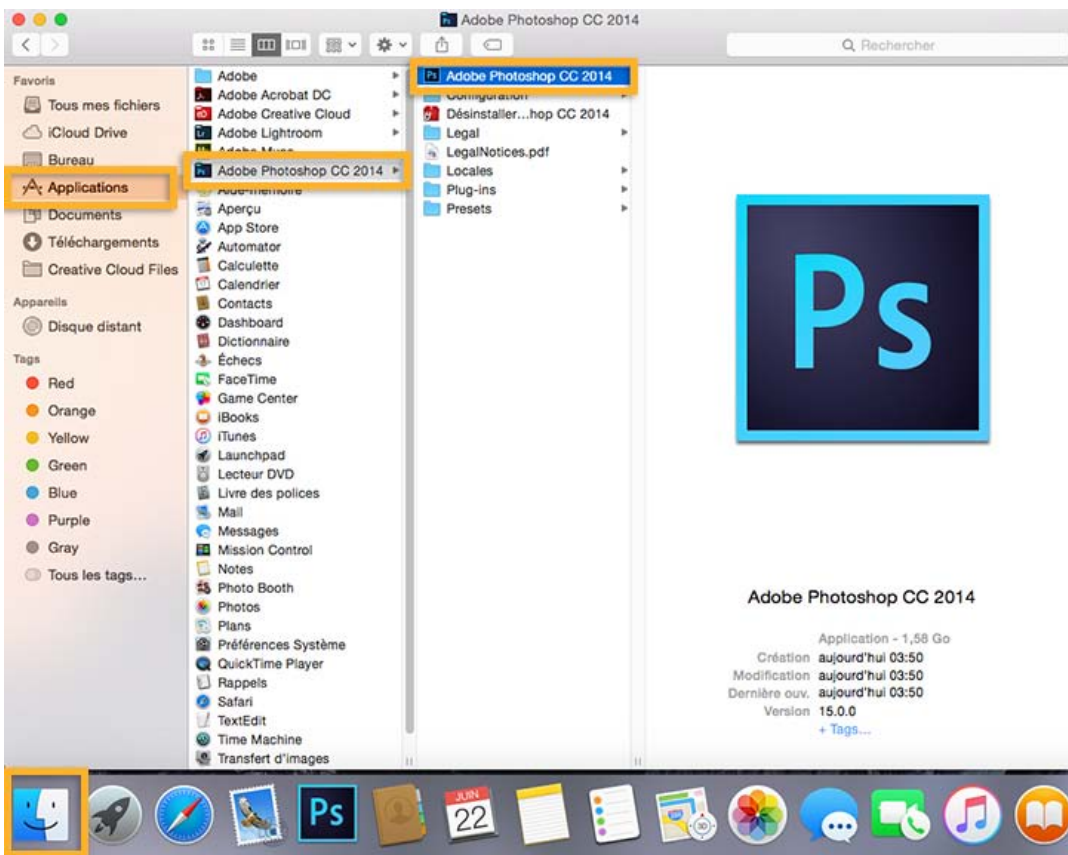 Adobe Photoshop CC 2014
Rechercher
Favoris
Tous mes fichiers
iCloud Drive
Bureau
Applications
Documents
Téléchargements
Creative Cloud Files
Appareils
Disque distant
Tags
Red
Orange
Yellow
Green
Blue
Purple
Gray
Tous les tags...
Adobe
Adobe Acrobat DC
Adobe Creative Cloud
Adobe Lightroom
Adobe Muse
Adobe Photoshop CC 2014
Aide-mémoire
Aperçu
App Store
Automator
Calculette
Calendrier
Contacts
Dashboard
Dictionnaire
Échecs
FaceTime
Game Center
iBooks
iTunes
Launchpad
Lecteur DVD
Livre des polices
Mail
Messages
Mission Control
Notes
Photo Booth
Photos
Plans
Préférences Système
QuickTime Player
Rappels
Safari
TextEdit
Time Machine
Transfert d'images
Adobe Photoshop CC 2014
Configuration
Désinstaller...hop CC 2014
Legal
LegalNotices.pdf
Locales
Plug-ins
Presets
Ps
Adobe Photoshop CC 2014
Application - 1,58 Go
Création aujourd'hui 03:50
Modification aujourd'hui 03:50
Dernière ouv. aujourd'hui 03:50
Version 15.0.0
+ Tags...
Ps
JUIN
22
3D